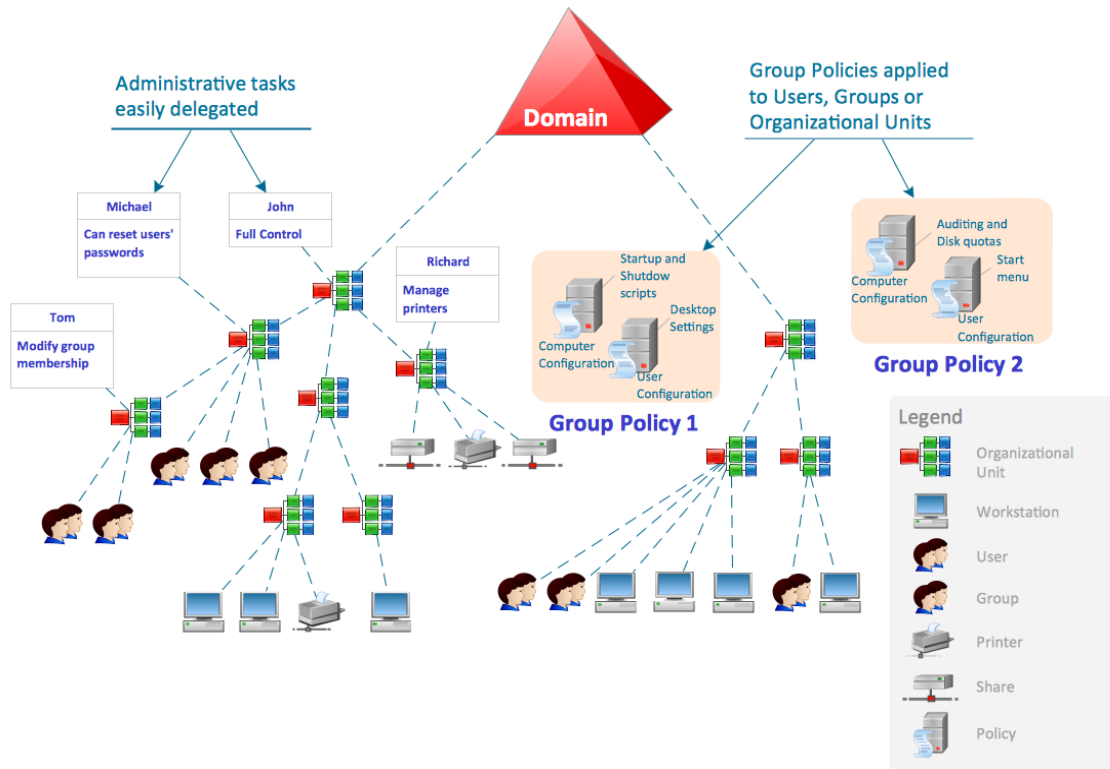 Administrative tasks
easily delegated
Domain
Group Policies applied
to Users, Groups or
Organizational Units
Michael
Can reset users'
passwords
John
Full Control
Richard
Manage
printers
Tom
Modify group
membership
Startup and
Shutdow
scripts
Computer
Configuration
Desktop
Settings
User
Configuration
Group Policy 1
Auditing and
Disk quotas
Computer
Configuration
Start
menu
User
Configuration
Group Policy 2
Legend
Organizational
Unit
Workstation
User
Group
Printer
Share
Policy